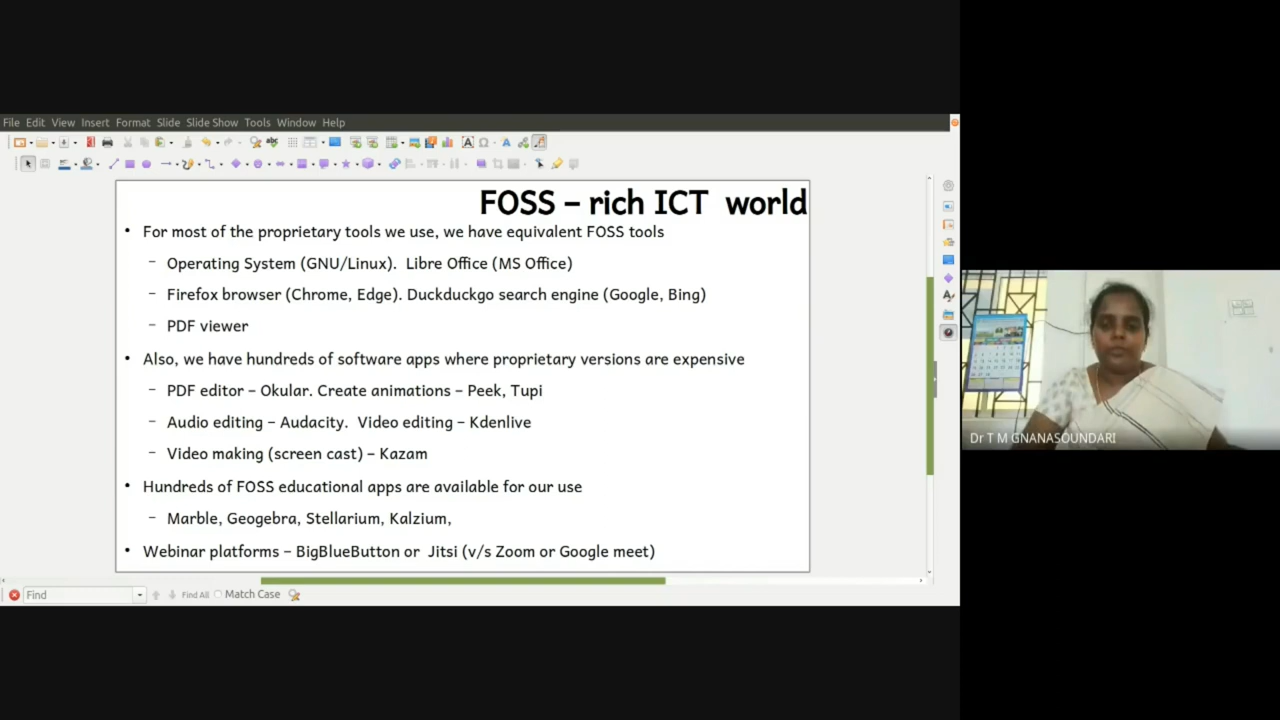 File Edit View Insert Format Slide Slide Show Tools Window Help
FOSS – rich ICT world
• For most of the proprietary tools we use, we have equivalent FOSS tools
– Operating System (GNU/Linux). Libre Office (MS Office)
– Firefox browser (Chrome, Edge). Duckduckgo search engine (Google, Bing)
– PDF viewer
• Also, we have hundreds of software apps where proprietary versions are expensive
– PDF editor – Okular. Create animations – Peek, Tupi
– Audio editing – Audacity. Video editing – Kdenlive
– Video making (screen cast) – Kazam
• Hundreds of FOSS educational apps are available for our use
– Marble, Geogebra, Stellarium, Kalzium,
• Webinar platforms – BigBlueButton or Jitsi (v/s Zoom or Google meet)
Find Find All Match Case
Dr T M GNANASOUNDARI